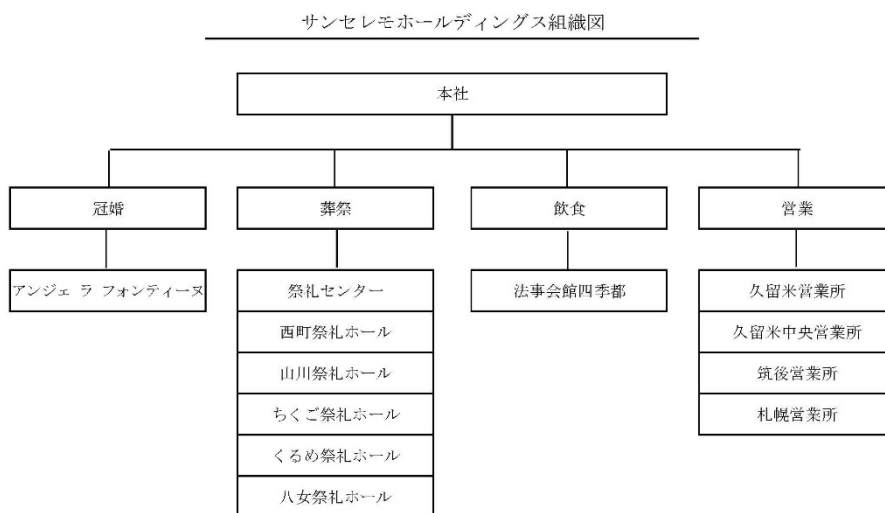 サンセレモホールディングス組織図
本社
冠婚
葬祭
飲食
営業
アンジェ ラ フォンティーヌ
祭礼センター
西町祭礼ホール
山川祭礼ホール
ちくご祭礼ホール
くるめ祭礼ホール
八女祭礼ホール
法事会館四季都
久留米営業所
久留米中央営業所
筑後営業所
札幌営業所